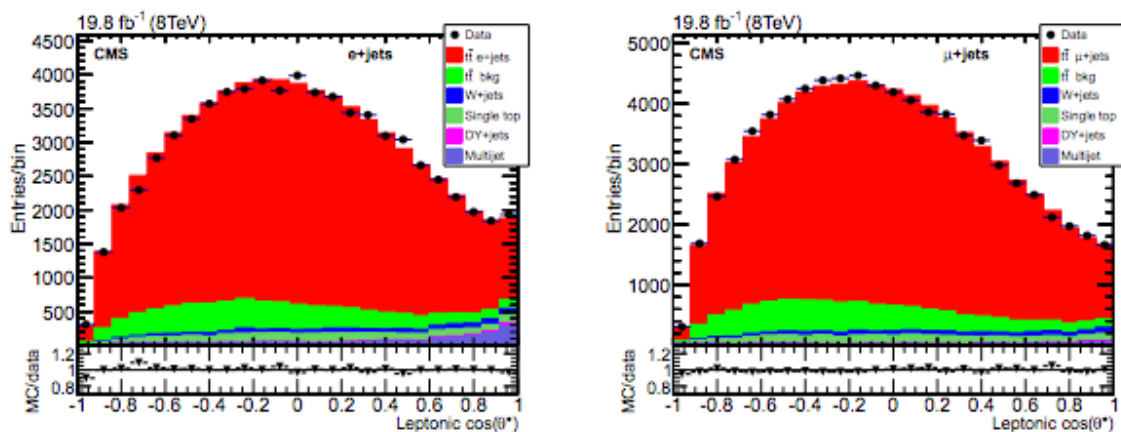 19.8 fb⁻¹ (8TeV)
CMS
e+jets
Data
tt̄ e+jets
tt̄ bkg
W+jets
Single top
DY+jets
Multijet
Entries/bin
4500
4000
3500
3000
2500
2000
1500
1000
500
MC/data
1.2
1
0.8
-1 -0.8 -0.6 -0.4 -0.2 0 0.2 0.4 0.6 0.8 1
Leptonic cos(θ*)
19.8 fb⁻¹ (8TeV)
CMS
μ+jets
Data
tt̄ μ+jets
tt̄ bkg
W+jets
Single top
DY+jets
Multijet
Entries/bin
5000
4000
3000
2000
1000
MC/data
1.2
1
0.8
-1 -0.8 -0.6 -0.4 -0.2 0 0.2 0.4 0.6 0.8 1
Leptonic cos(θ*)